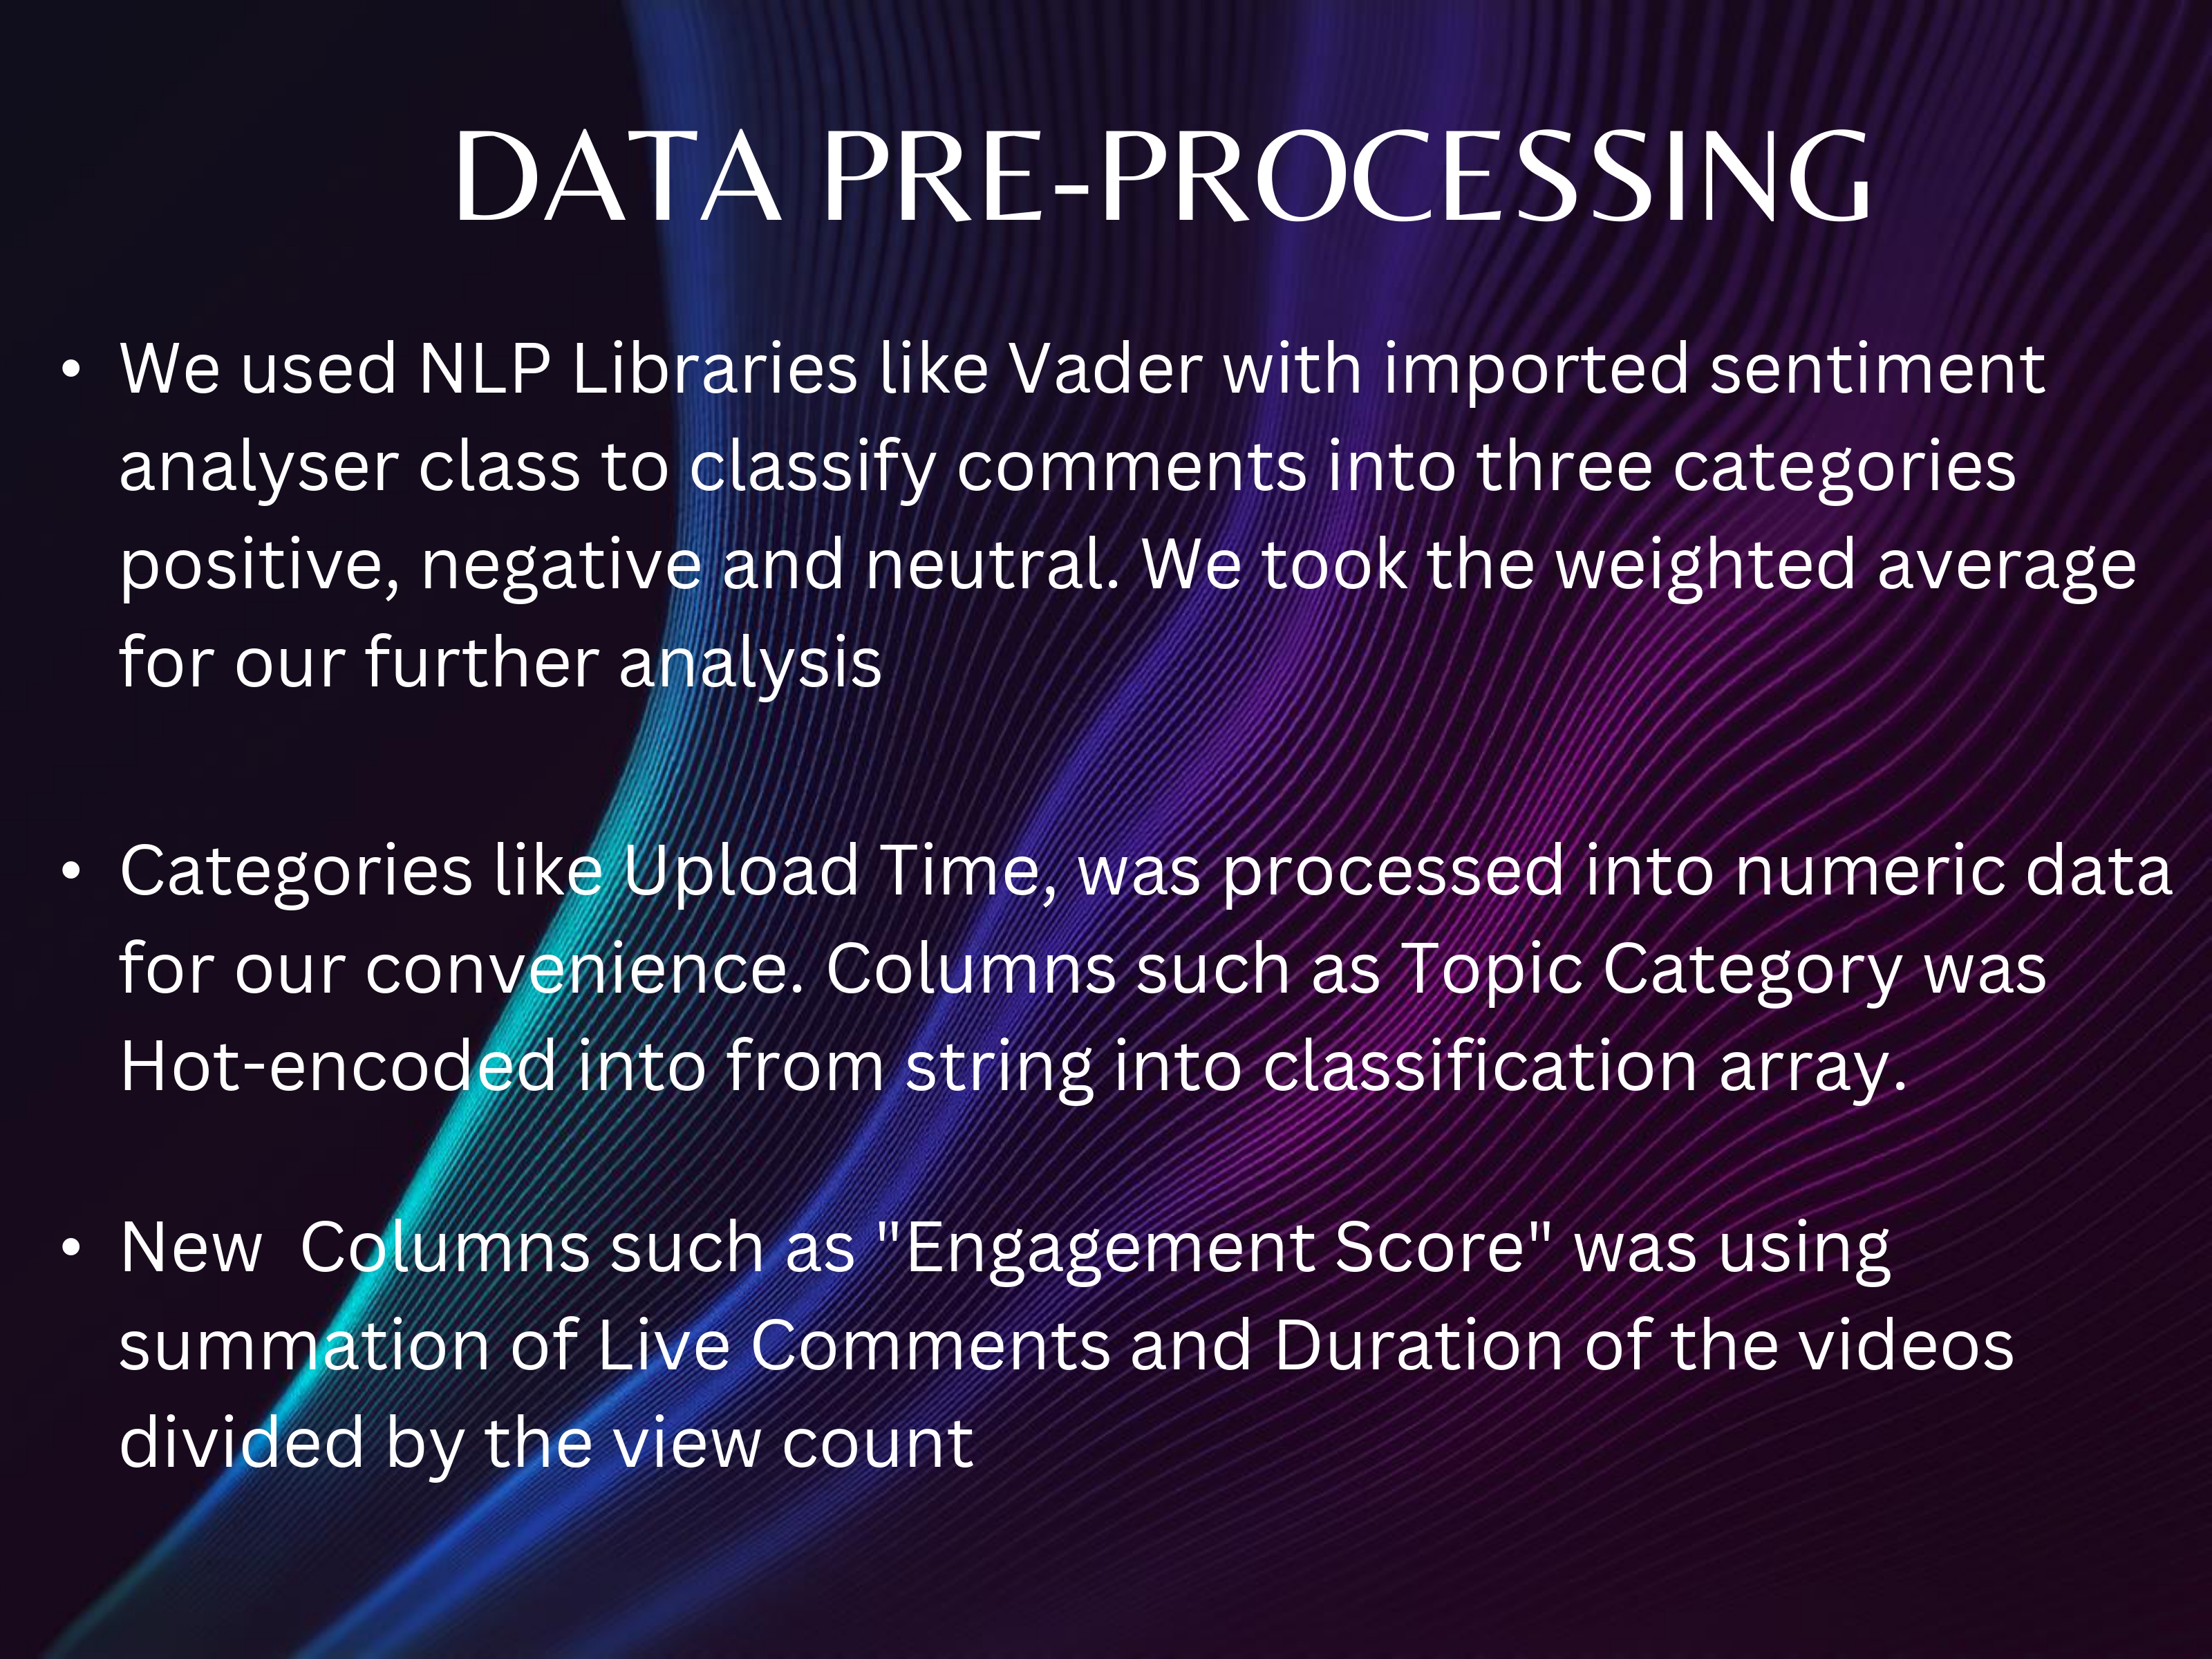 DATA PRE-PROCESSING
• We used NLP Libraries like Vader with imported sentiment
analyser class to classify comments into three categories
positive, negative and neutral. We took the weighted average
for our further analysis
• Categories like Upload Time, was processed into numeric data
for our convenience. Columns such as Topic Category was
Hot-encoded into from string into classification array.
• New  Columns such as "Engagement Score" was using
summation of Live Comments and Duration of the videos
divided by the view count